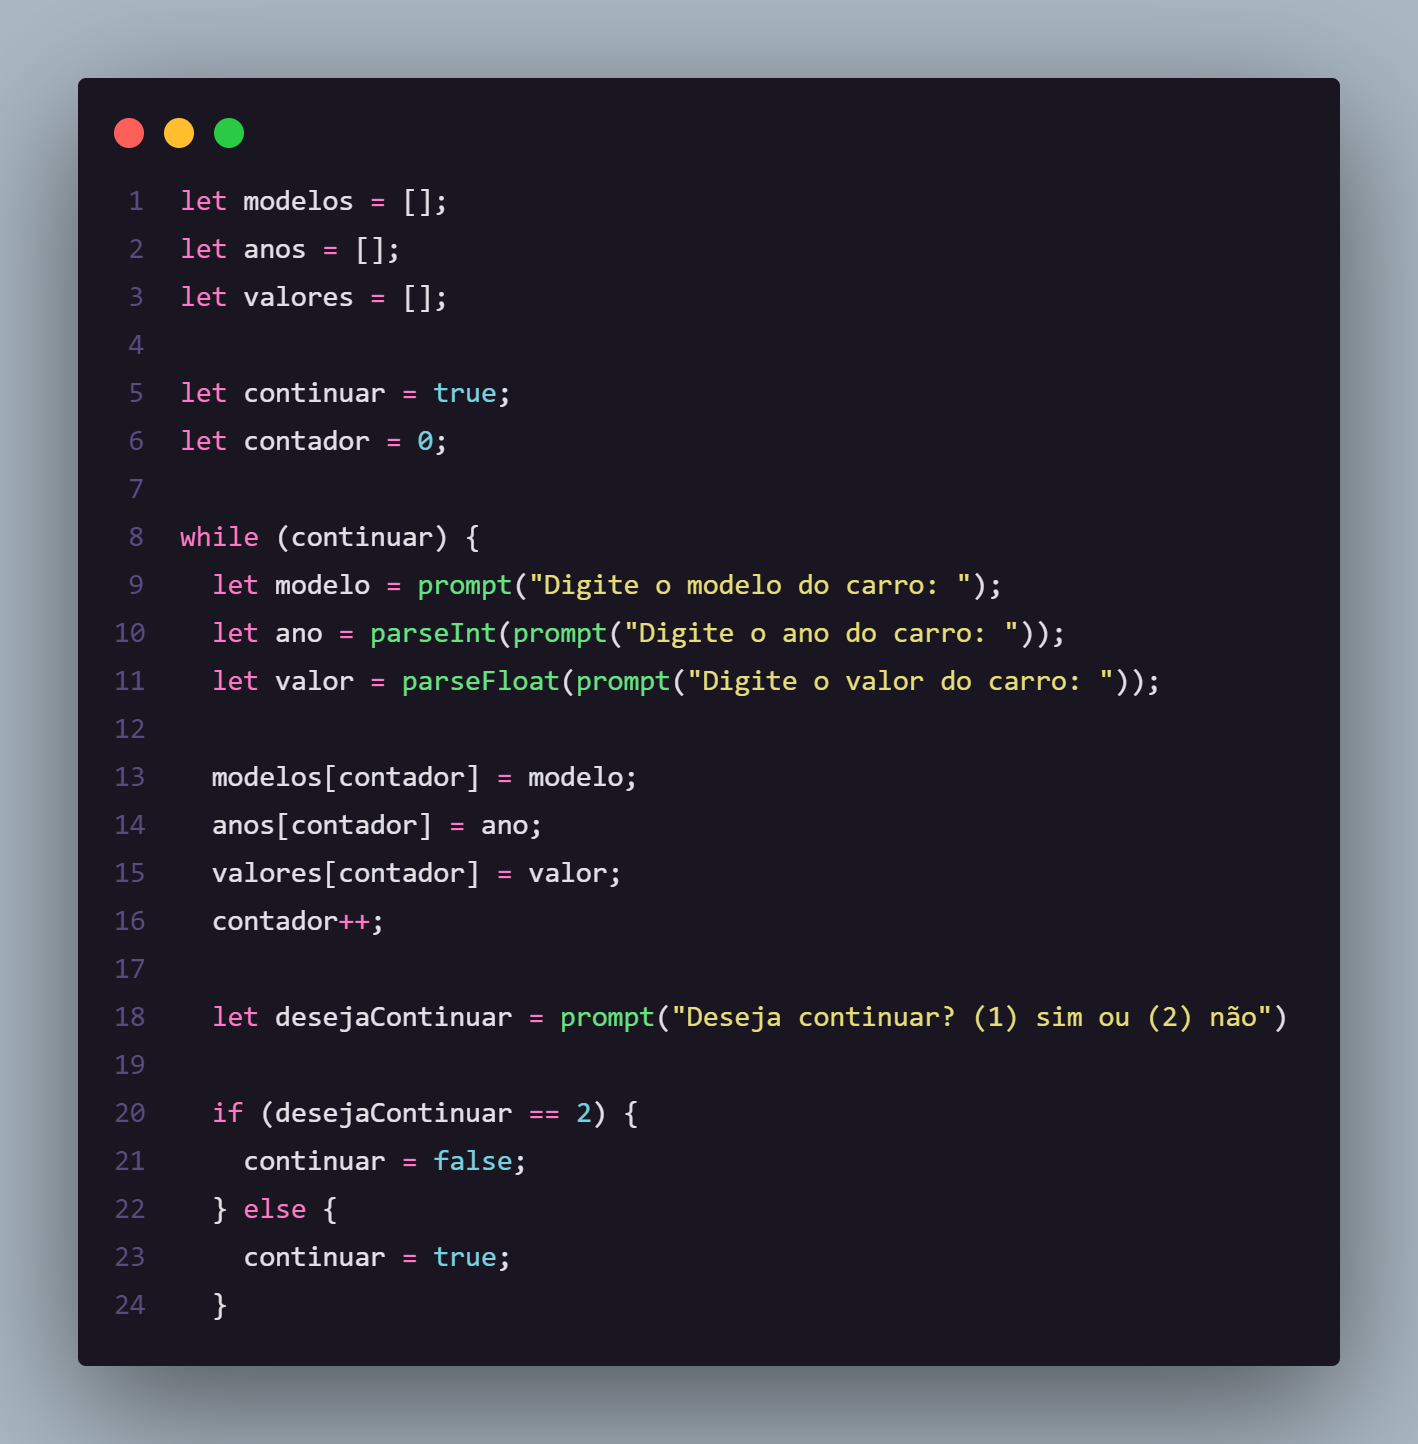 1 let modelos = [];
2 let anos = [];
3 let valores = [];
4
5 let continuar = true;
6 let contador = 0;
7
8 while (continuar) {
9   let modelo = prompt("Digite o modelo do carro: ");
10   let ano = parseInt(prompt("Digite o ano do carro: "));
11   let valor = parseFloat(prompt("Digite o valor do carro: "));
12
13   modelos[contador] = modelo;
14   anos[contador] = ano;
15   valores[contador] = valor;
16   contador++;
17
18   let desejaContinuar = prompt("Deseja continuar? (1) sim ou (2) não")
19
20   if (desejaContinuar == 2) {
21     continuar = false;
22   } else {
23     continuar = true;
24   }